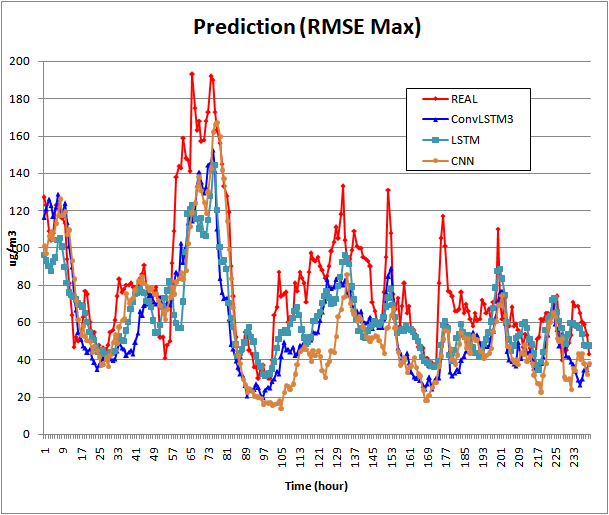 Prediction (RMSE Max)
200
180
160
140
120
100
80
60
40
20
0
ug/m3
REAL
ConvLSTM3
LSTM
CNN
1 9 17 25 33 41 49 57 65 73 81 89 97 105 113 121 129 137 145 153 161 169 177 185 193 201 209 217 225 233
Time (hour)